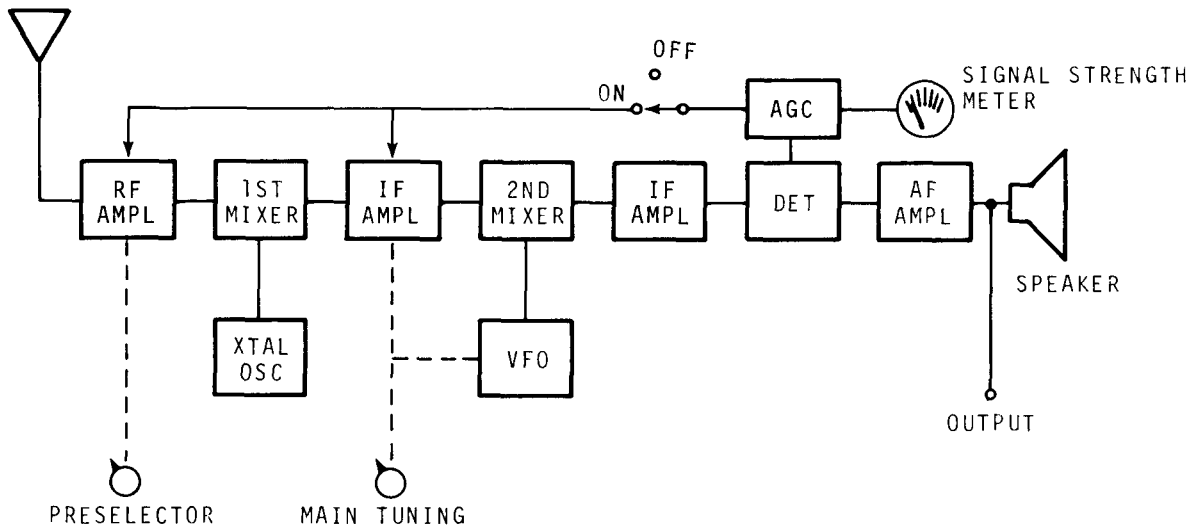 OFF
ON
SIGNAL STRENGTH
METER
AGC
RF
AMPL
1ST
MIXER
IF
AMPL
2ND
MIXER
IF
AMPL
DET
AF
AMPL
SPEAKER
XTAL
OSC
VFO
OUTPUT
PRESELECTOR
MAIN TUNING